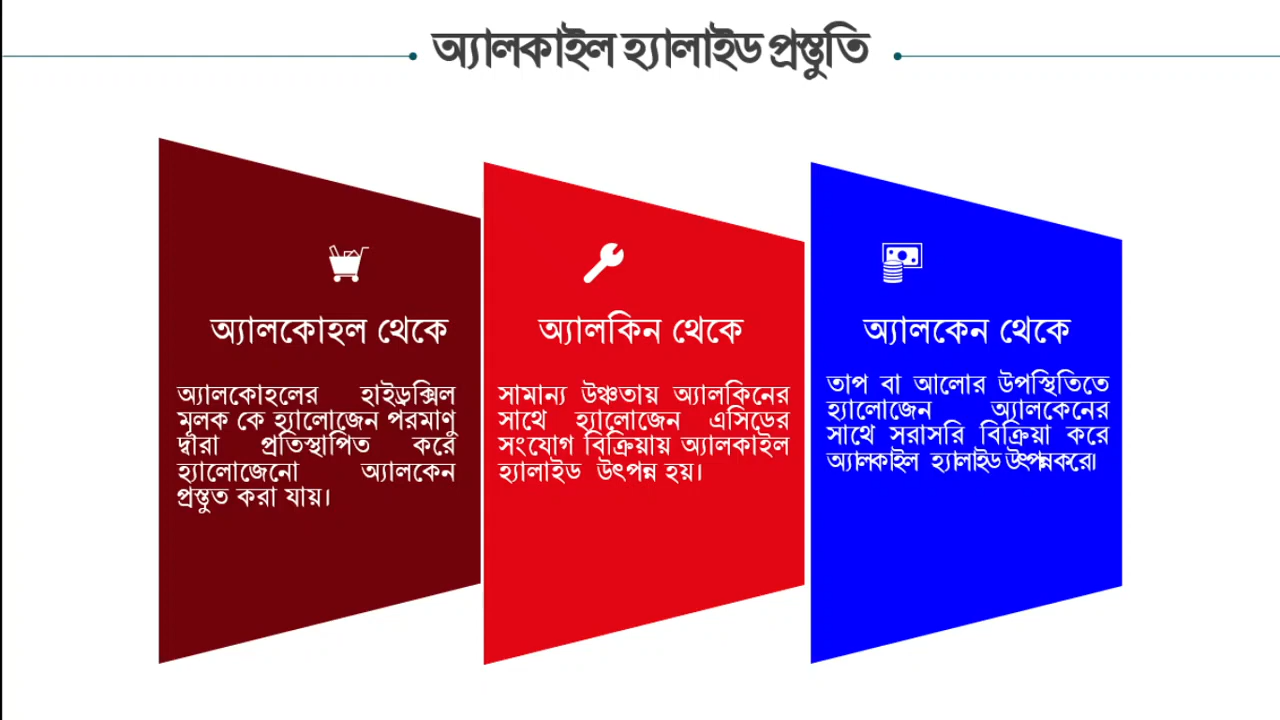 অ্যালকাইল হ্যালাইড প্রস্তুতি
অ্যালকোহল থেকে
অ্যালকোহলের হাইড্রক্সিল
মূলক কে হ্যালোজেন পরমাণু
দ্বারা প্রতিস্থাপিত করে
হ্যালোজেনো অ্যালকেন
প্রস্তুত করা যায়।
অ্যালকিন থেকে
সামান্য উষ্ণতায় অ্যালকিনের
সাথে হ্যালোজেন এসিডের
সংযোগ বিক্রিয়ায় অ্যালকাইল
হ্যালাইড উৎপন্ন হয়।
অ্যালকেন থেকে
তাপ বা আলোর উপস্থিতিতে
হ্যালোজেন অ্যালকেনের
সাথে সরাসরি বিক্রিয়া করে
অ্যালকাইল হ্যালাইড উৎপন্ন করে।